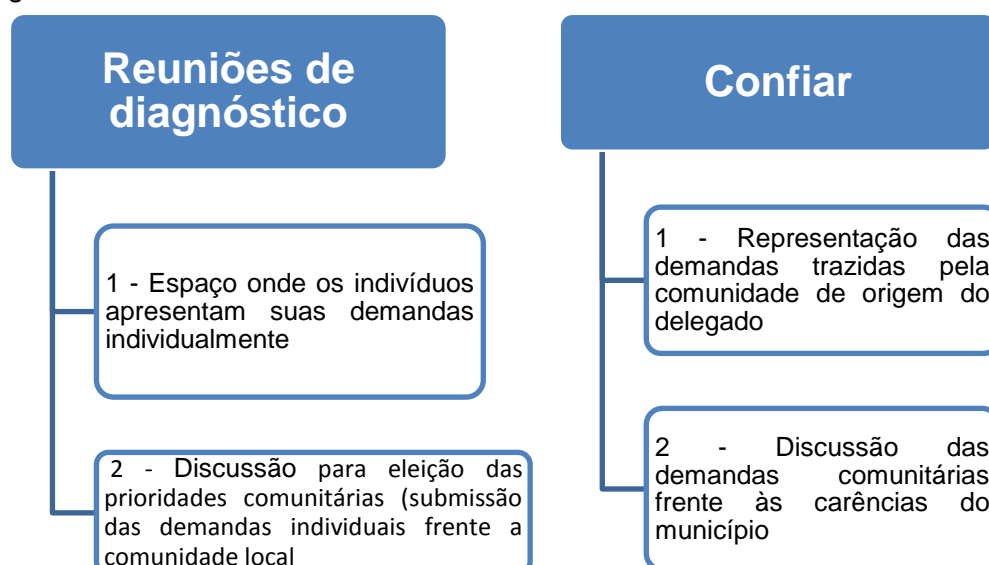 Reuniões de
diagnóstico
1 - Espaço onde os indivíduos
apresentam suas demandas
individualmente
2 - Discussão para eleição das
prioridades comunitárias (submissão
das demandas individuais frente a
comunidade local
Confiar
1 - Representação das
demandas trazidas pela
comunidade de origem do
delegado
2 - Discussão das
demandas comunitárias
frente às carências do
município